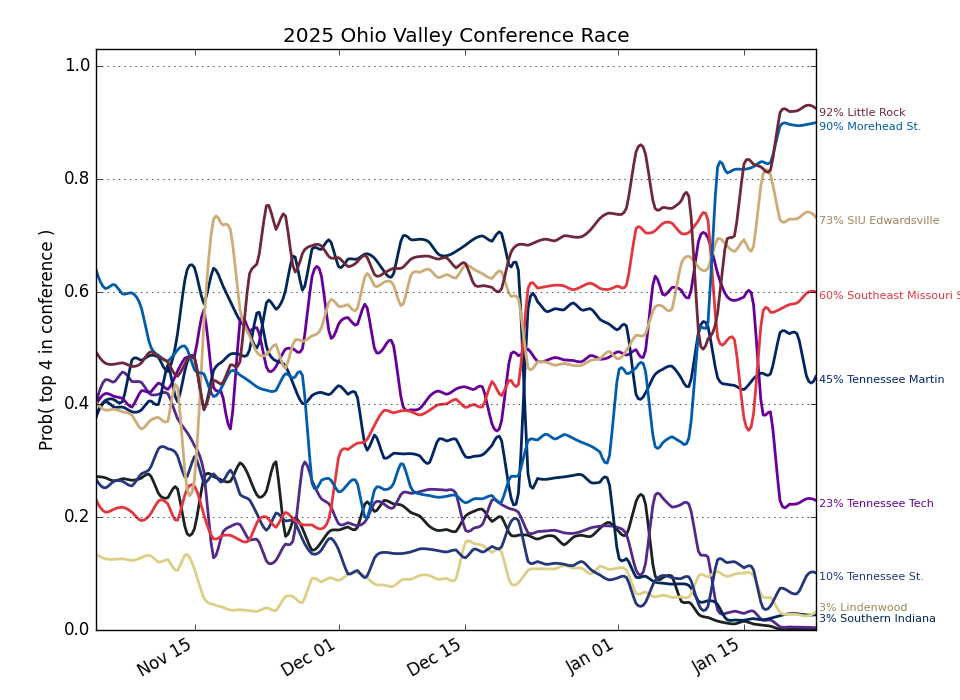 2025 Ohio Valley Conference Race
Prob( top 4 in conference )
1.0
0.8
0.6
0.4
0.2
0.0
Nov 15
Dec 01
Dec 15
Jan 01
Jan 15
92% Little Rock
90% Morehead St.
73% SIU Edwardsville
60% Southeast Missouri S
45% Tennessee Martin
23% Tennessee Tech
10% Tennessee St.
3% Lindenwood
3% Southern Indiana